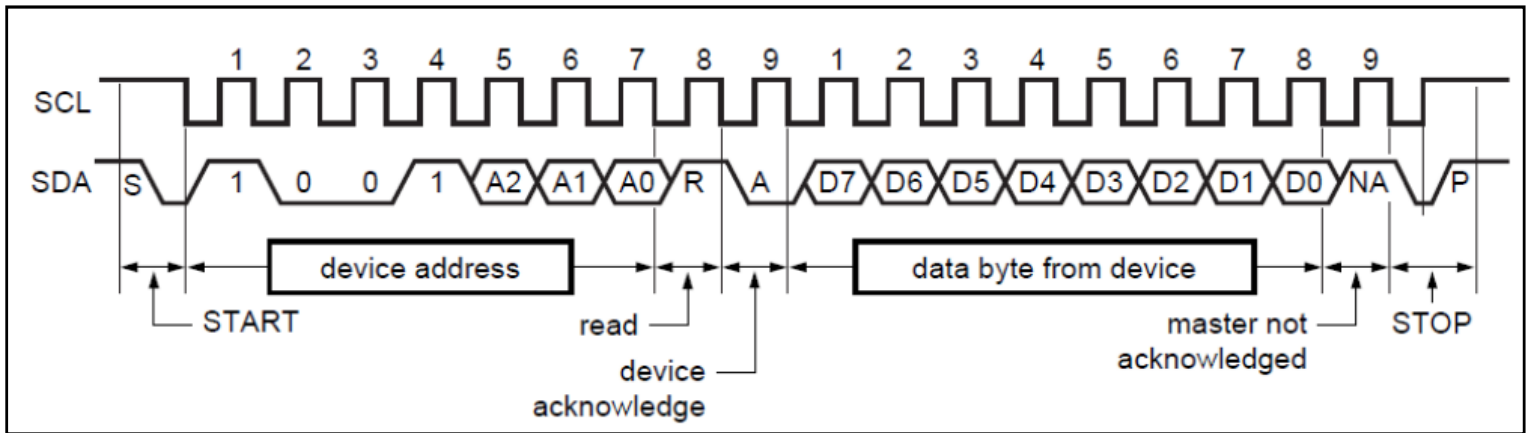 1 2 3 4 5 6 7 8 9 1 2 3 4 5 6 7 8 9
SCL
SDA S 1 0 0 1 A2 A1 A0 R A D7 D6 D5 D4 D3 D2 D1 D0 NA P
device address
data byte from device
START
read
device
acknowledge
master not
acknowledged
STOP